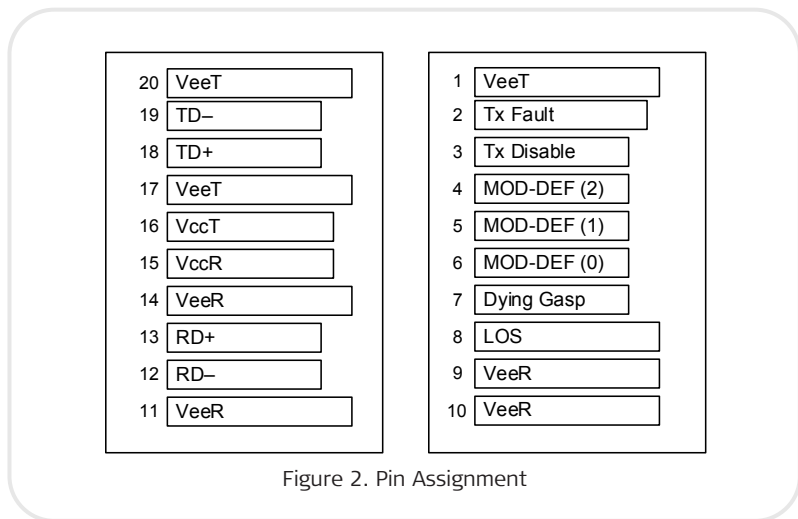 20 VeeT
19 TD–
18 TD+
17 VeeT
16 VccT
15 VccR
14 VeeR
13 RD+
12 RD–
11 VeeR
1 VeeT
2 Tx Fault
3 Tx Disable
4 MOD-DEF (2)
5 MOD-DEF (1)
6 MOD-DEF (0)
7 Dying Gasp
8 LOS
9 VeeR
10 VeeR
Figure 2. Pin Assignment